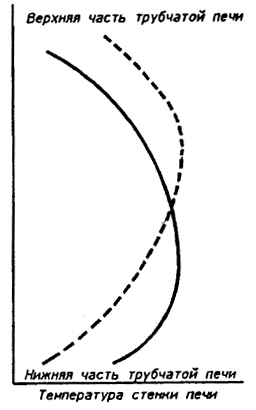 Верхняя часть трубчатой печи
Нижняя часть трубчатой печи
Температура стенки печи